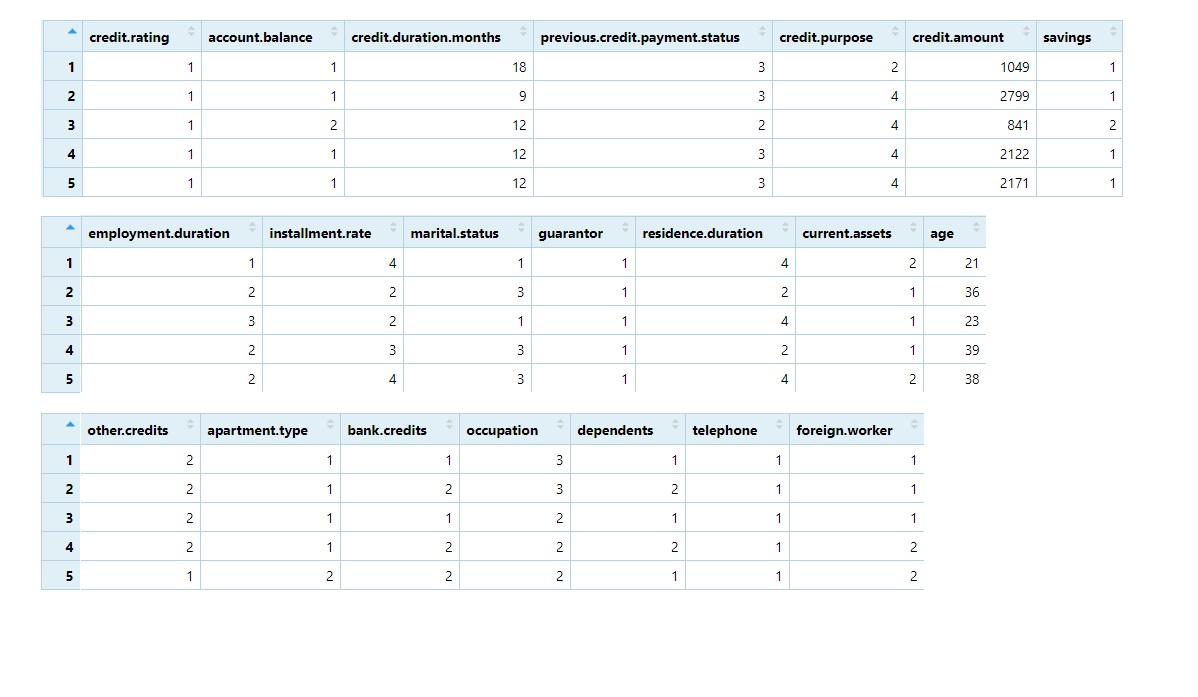 credit.rating account.balance credit.duration.months previous.credit.payment.status credit.purpose credit.amount savings
1 1 1 18 3 2 1049 1
2 1 1 9 3 4 2799 1
3 1 2 12 2 4 841 2
4 1 1 12 3 4 2122 1
5 1 1 12 3 4 2171 1
employment.duration installment.rate marital.status guarantor residence.duration current.assets age
1 1 4 1 1 4 2 21
2 2 2 3 1 2 1 36
3 3 2 1 1 4 1 23
4 2 3 3 1 2 1 39
5 2 4 3 1 4 2 38
other.credits apartment.type bank.credits occupation dependents telephone foreign.worker
1 2 1 1 3 1 1 1
2 2 1 2 3 2 1 1
3 2 1 1 2 1 1 1
4 2 1 2 2 2 1 2
5 1 2 2 2 1 1 2